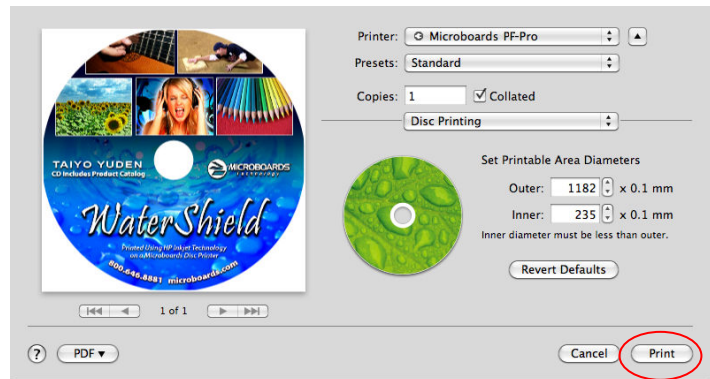 Printer: Microboards PF-Pro
Presets: Standard
Copies: 1 Collated
Disc Printing
TAIYO YUDEN
CD Includes Product Catalog
MICROBOARDS
Technology
WaterShield
Printed Using HP Inkjet Technology
on a Microboards Disc Printer
800.646.8881 microboards.com
Set Printable Area Diameters
Outer: 1182 x 0.1 mm
Inner: 235 x 0.1 mm
Inner diameter must be less than outer.
Revert Defaults
1 of 1
? PDF Cancel Print